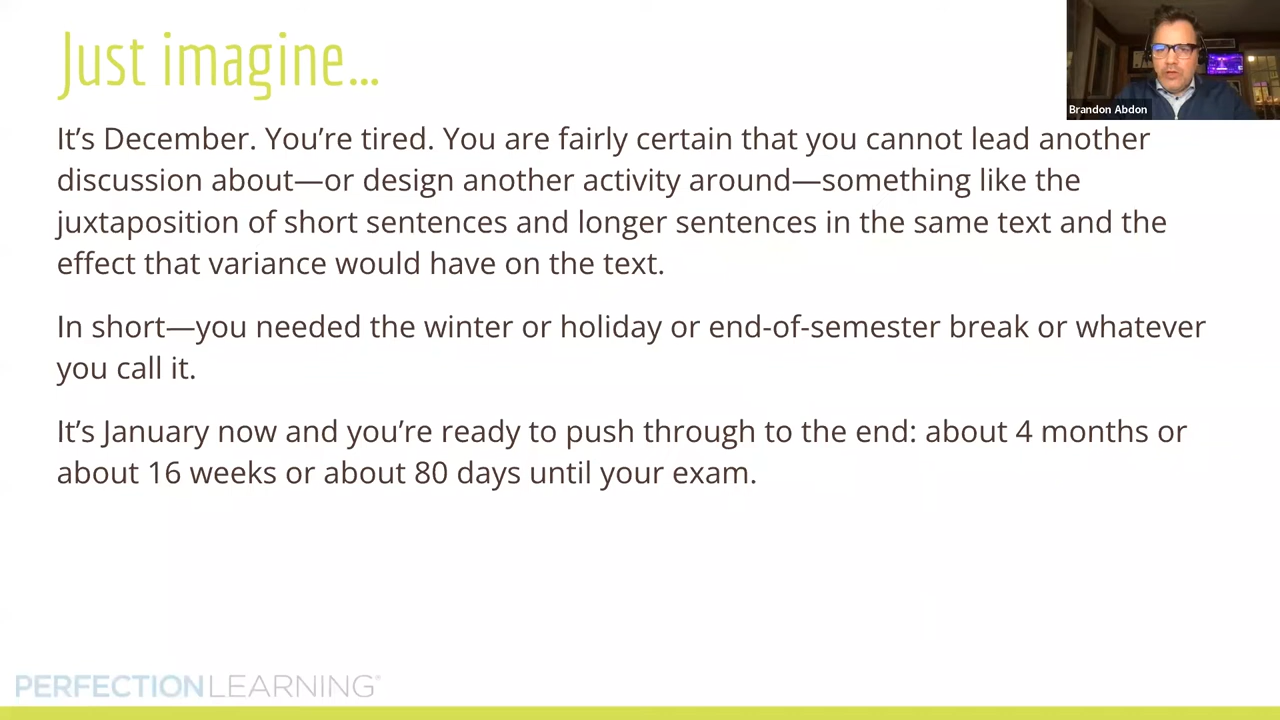 Just imagine...
Brandon Abdon
It's December. You're tired. You are fairly certain that you cannot lead another
discussion about—or design another activity around—something like the
juxtaposition of short sentences and longer sentences in the same text and the
effect that variance would have on the text.
In short—you needed the winter or holiday or end-of-semester break or whatever
you call it.
It's January now and you're ready to push through to the end: about 4 months or
about 16 weeks or about 80 days until your exam.
PERFECTION LEARNING®